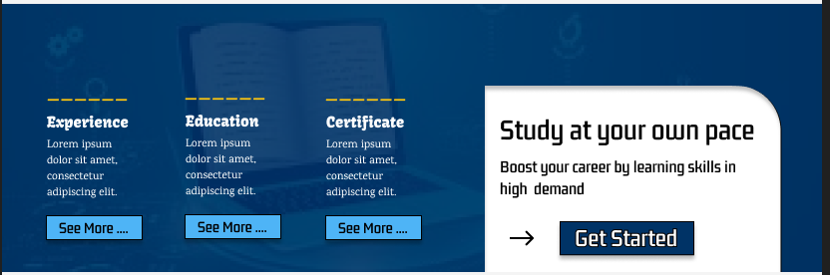 Experience
Lorem ipsum
dolor sit amet,
consectetur
adipiscing elit.
See More ....
Education
Lorem ipsum
dolor sit amet,
consectetur
adipiscing elit.
See More ....
Certificate
Lorem ipsum
dolor sit amet,
consectetur
adipiscing elit.
See More ....
Study at your own pace
Boost your career by learning skills in
high demand
Get Started